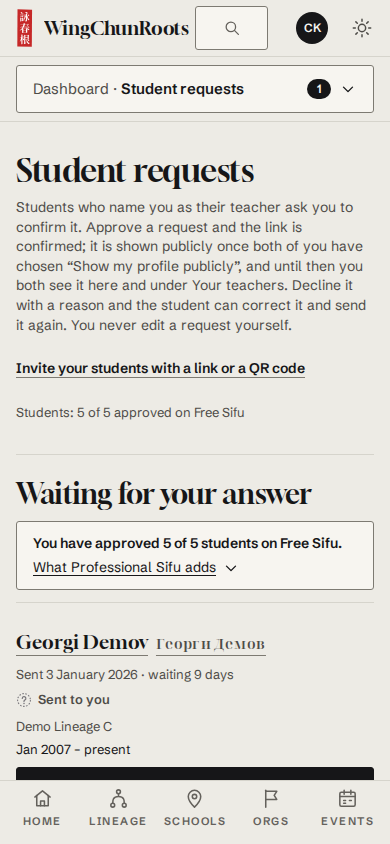 詠春根
WingChunRoots
CK
Dashboard · Student requests
1
Student requests
Students who name you as their teacher ask you to
confirm it. Approve a request and the link is
confirmed; it is shown publicly once both of you have
chosen “Show my profile publicly”, and until then you
both see it here and under Your teachers. Decline it
with a reason and the student can correct it and send
it again. You never edit a request yourself.
Invite your students with a link or a QR code
Students: 5 of 5 approved on Free Sifu
Waiting for your answer
You have approved 5 of 5 students on Free Sifu.
What Professional Sifu adds
Georgi Demov Георги Демов
Sent 3 January 2026 · waiting 9 days
Sent to you
Demo Lineage C
Jan 2007 – present
HOME
LINEAGE
SCHOOLS
ORGS
EVENTS